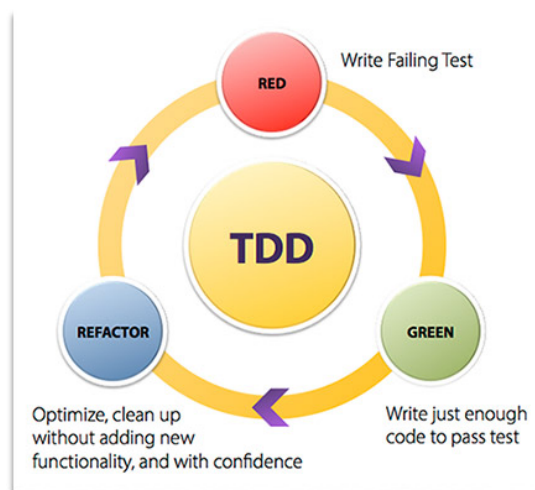 RED
Write Failing Test
TDD
REFACTOR
GREEN
Optimize, clean up
without adding new
functionality, and with confidence
Write just enough
code to pass test